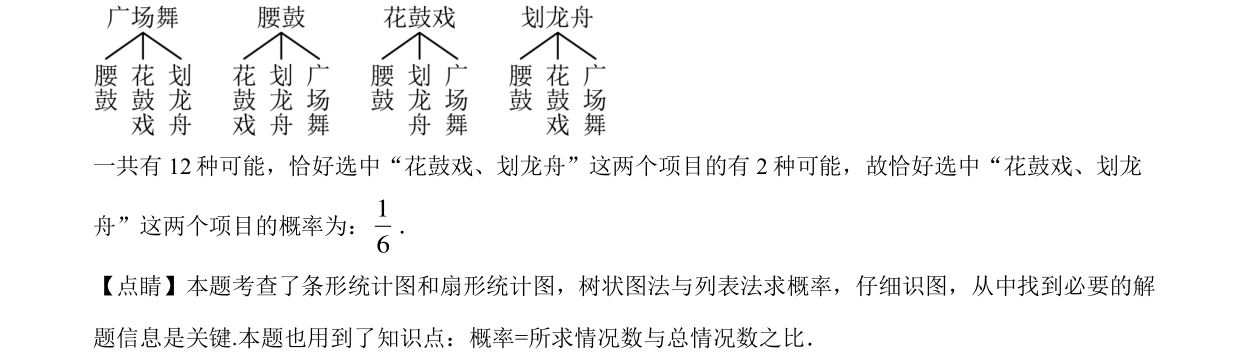 广场舞 腰鼓 花鼓戏 划龙舟
腰鼓 花鼓戏 划龙舟 花鼓戏 划龙舟 广场舞 腰鼓 划龙舟 广场舞 腰鼓 花鼓戏 广场舞
一共有 12 种可能，恰好选中“花鼓戏、划龙舟”这两个项目的有 2 种可能，故恰好选中“花鼓戏、划龙
舟”这两个项目的概率为：1/6．
【点睛】本题考查了条形统计图和扇形统计图，树状图法与列表法求概率，仔细识图，从中找到必要的解
题信息是关键.本题也用到了知识点：概率=所求情况数与总情况数之比．